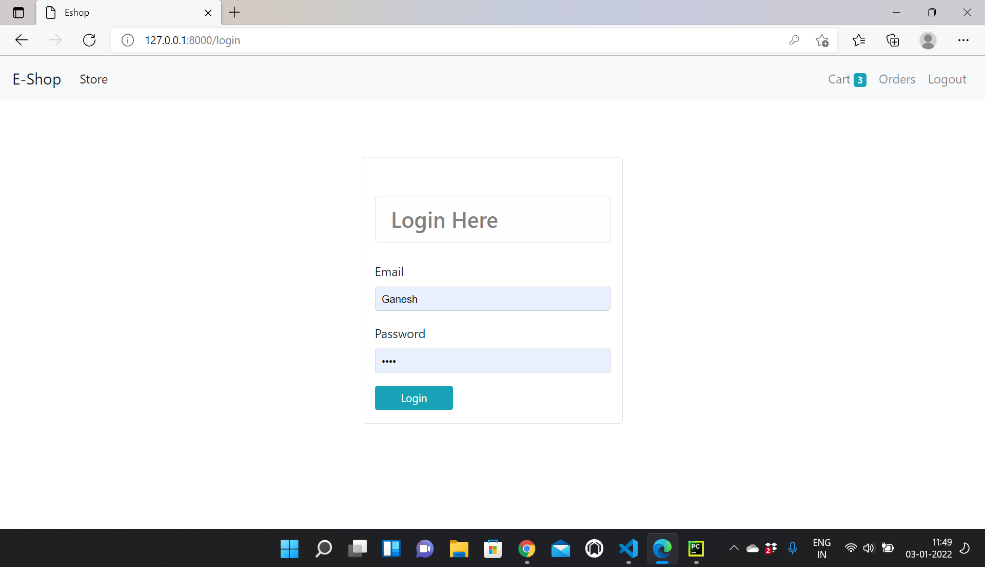 Eshop
127.0.0.1:8000/login
E-Shop Store Cart 3 Orders Logout
Login Here
Email
Ganesh
Password
••••
Login
ENG 11:49
IN 03-01-2022